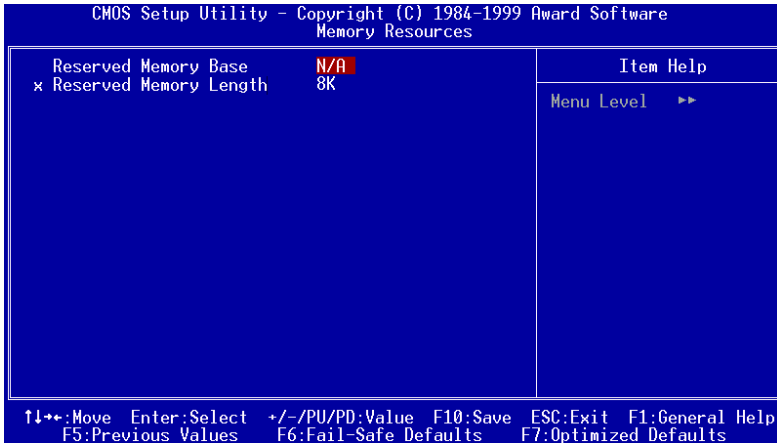 CMOS Setup Utility - Copyright (C) 1984-1999 Award Software
Memory Resources
Reserved Memory Base N/A
x Reserved Memory Length 8K
Item Help
Menu Level ►►
↑↓→←:Move Enter:Select +/-/PU/PD:Value F10:Save ESC:Exit F1:General Help
F5:Previous Values F6:Fail-Safe Defaults F7:Optimized Defaults